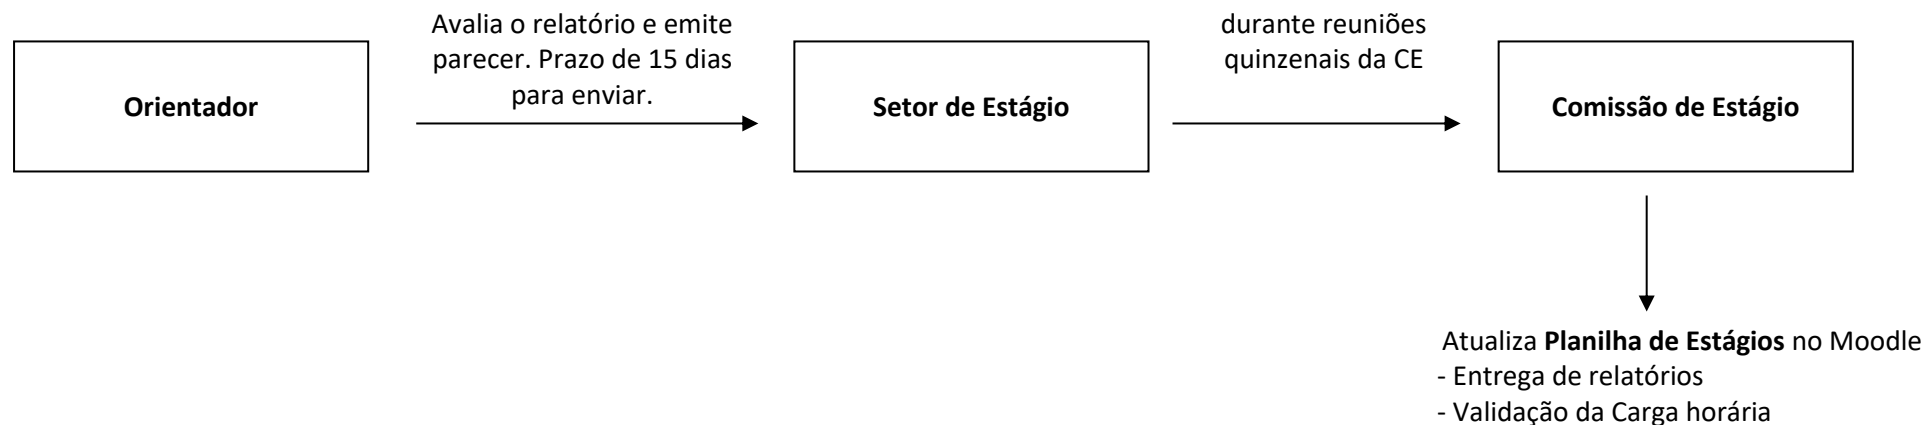 Orientador
Avalia o relatório e emite
parecer. Prazo de 15 dias
para enviar.
Setor de Estágio
durante reuniões
quinzenais da CE
Comissão de Estágio
Atualiza Planilha de Estágios no Moodle
- Entrega de relatórios
- Validação da Carga horária